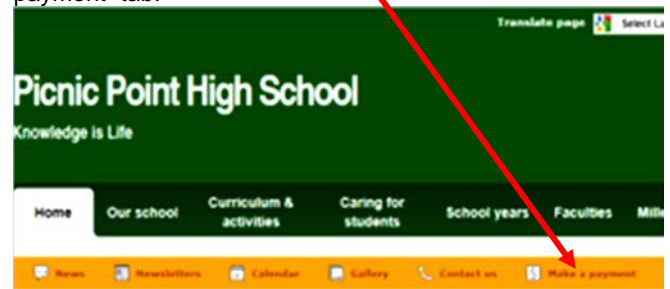 payment" tab.
Translate page Select La
Picnic Point High School
Knowledge is Life
Home Our school Curriculum & activities Caring for students School years Faculties Mill
News Newsletters Calendar Gallery Contact us Make a payment